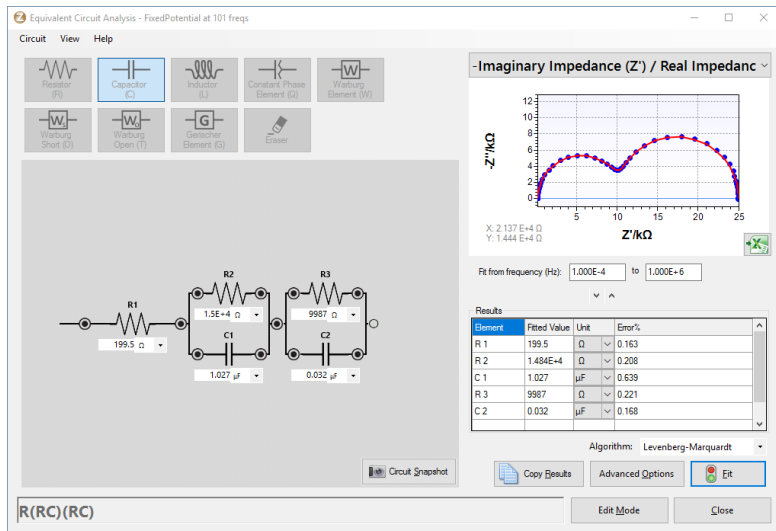 Equivalent Circuit Analysis - FixedPotential at 101 freqs
Circuit View Help
Resistor (R)
Capacitor (C)
Inductor (L)
Constant Phase Element (Q)
Warburg Element (W)
W
Ws
Wo
G
Warburg Short (O)
Warburg Open (T)
Gerischer Element (G)
Eraser
R1
199.5 Ω
R2
1.5E+4 Ω
C1
1.027 µF
R3
9987 Ω
C2
0.032 µF
Circuit Snapshot
-Imaginary Impedance (Z') / Real Impedanc
-Z''/kΩ
12
10
8
6
4
2
0
5 10 15 20 25
X: 2.137 E+4 Ω
Y: 1.444 E+4 Ω
Z'/kΩ
Fit from frequency (Hz): 1.000E-4 to 1.000E+6
Results
Element Fitted Value Unit Error%
R 1 199.5 Ω 0.163
R 2 1.484E+4 Ω 0.208
C 1 1.027 µF 0.639
R 3 9987 Ω 0.221
C 2 0.032 µF 0.168
Algorithm: Levenberg-Marquardt
Copy Results
Advanced Options
Fit
R(RC)(RC)
Edit Mode
Close